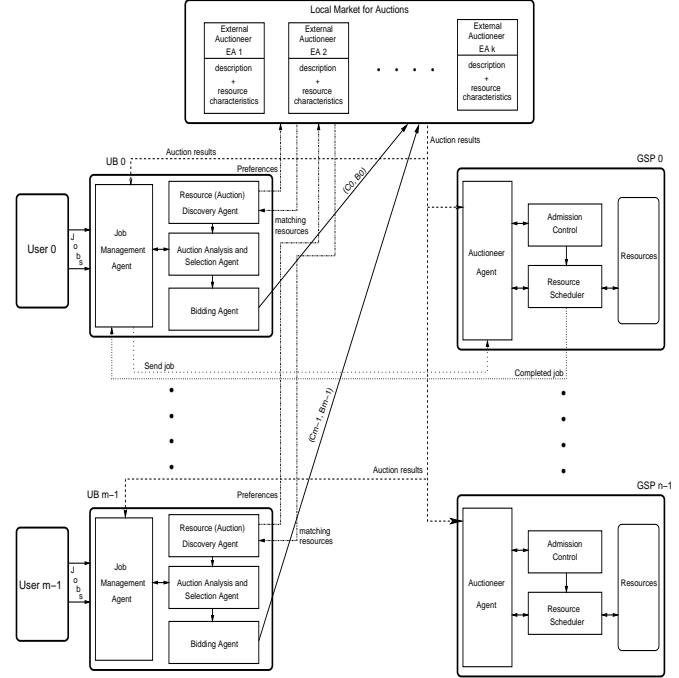 Local Market for Auctions
External
Auctioneer
EA 1
description
+
resource
characteristics
External
Auctioneer
EA 2
description
+
resource
characteristics
External
Auctioneer
EA k
description
+
resource
characteristics
Auction results
Auction results
UB 0
Preferences
GSP 0
User 0
Jobs
Job
Management
Agent
Resource (Auction)
Discovery Agent
Auction Analysis and
Selection Agent
Bidding Agent
matching
resources
(C0, B0)
Auctioneer
Agent
Admission
Control
Resource
Scheduler
Resources
Send job
Completed job
(Cm−1, Bm−1)
Auction results
UB m−1
Preferences
GSP n−1
User m−1
Jobs
Job
Management
Agent
Resource (Auction)
Discovery Agent
Auction Analysis and
Selection Agent
Bidding Agent
matching
resources
Auctioneer
Agent
Admission
Control
Resource
Scheduler
Resources